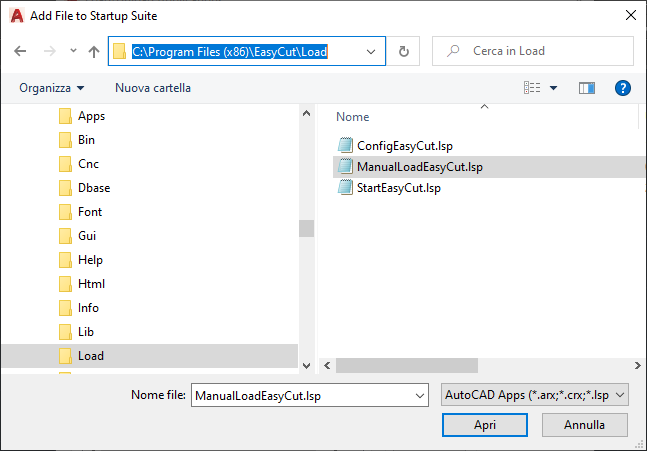 Add File to Startup Suite
C:\Program Files (x86)\EasyCut\Load
Cerca in Load
Organizza
Nuova cartella
Apps
Bin
Cnc
Dbase
Font
Gui
Help
Html
Info
Lib
Load
Nome
ConfigEasyCut.lsp
ManualLoadEasyCut.lsp
StartEasyCut.lsp
Nome file:
ManualLoadEasyCut.lsp
AutoCAD Apps (*.arx;*.crx;*.lsp
Apri
Annulla